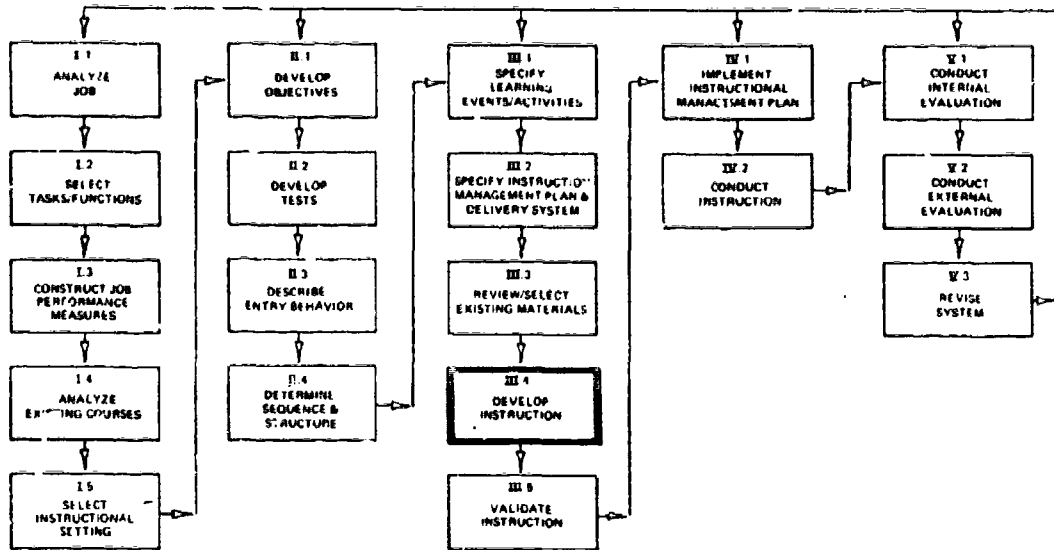 I.1
ANALYZE
JOB
I.2
SELECT
TASKS/FUNCTIONS
I.3
CONSTRUCT JOB
PERFORMANCE
MEASURES
I.4
ANALYZE
COURSES
I.5
SELECT
INSTRUCTIONAL
SETTING
II.1
DEVELOP
OBJECTIVES
II.2
DEVELOP
TESTS
II.3
DESCRIBE
ENTRY BEHAVIOR
II.4
DETERMINE
SEQUENCE &
STRUCTURE
III.1
SPECIFY
LEARNING
EVENTS/ACTIVITIES
III.2
SPECIFY
MANAGEMENT PLAN &
DELIVERY SYSTEM
III.3
REVIEW/SELECT
EXISTING MATERIALS
III.4
DEVELOP
INSTRUCTION
III.5
VALIDATE
INSTRUCTION
IV.1
IMPLEMENT
INSTRUCTIONAL
PLAN
IV.2
CONDUCT
INSTRUCTION
V.1
CONDUCT
INTERNAL
EVALUATION
V.2
CONDUCT
EXTERNAL
EVALUATION
V.3
REVISE
SYSTEM